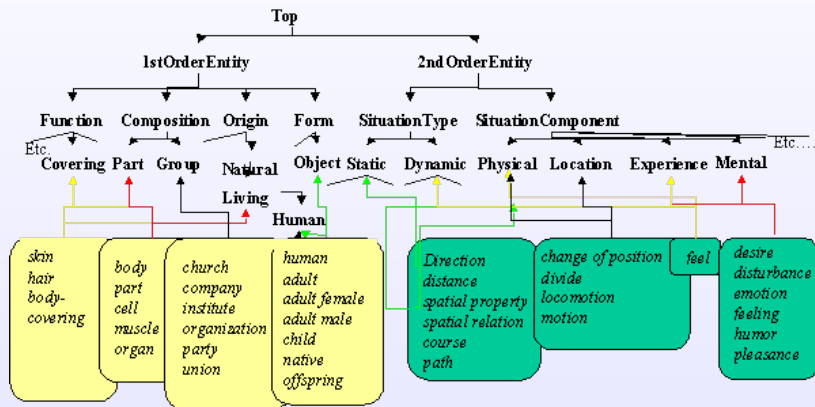 Top
1stOrderEntity 2ndOrderEntity
Function Composition Origin Form SituationType SituationComponent
Etc. Etc....
Covering Part Group Natural Object Static Dynamic Physical Location Experience Mental
Living
Human
skin
hair
body-
covering
body
part
cell
muscle
organ
church
company
institute
organization
party
union
human
adult
adult female
adult male
child
native
offspring
Direction
distance
spatial property
spatial relation
course
path
change of position
divide
locomotion
motion
feel
desire
disturbance
emotion
feeling
humor
pleasance